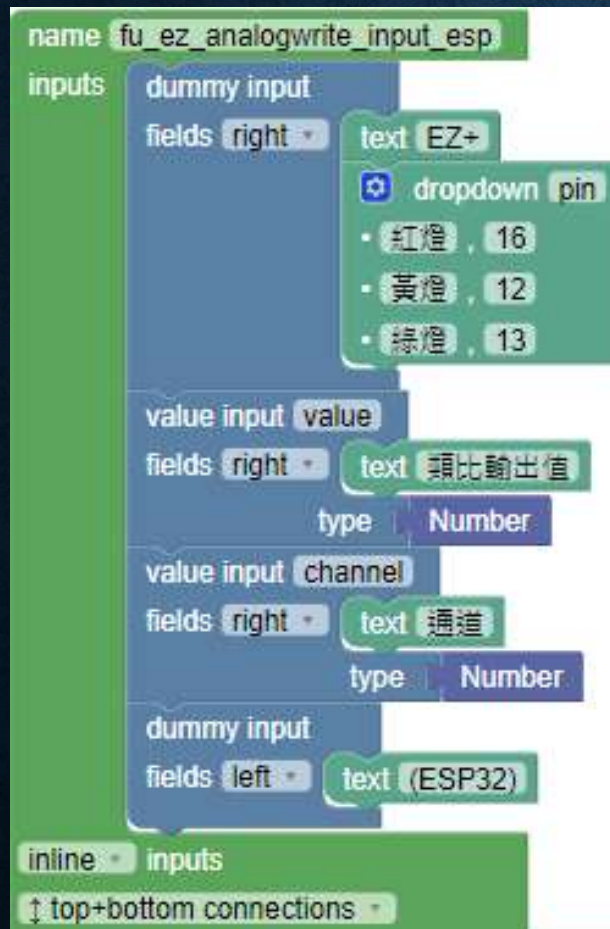 name fu_ez_analogwrite_input_esp
inputs dummy input
fields right text EZ+
dropdown pin
紅燈 , 16
黃燈 , 12
綠燈 , 13
value input value
fields right text 類比輸出值
type Number
value input channel
fields right text 通道
type Number
dummy input
fields left text (ESP32)
inline inputs
↕ top+bottom connections